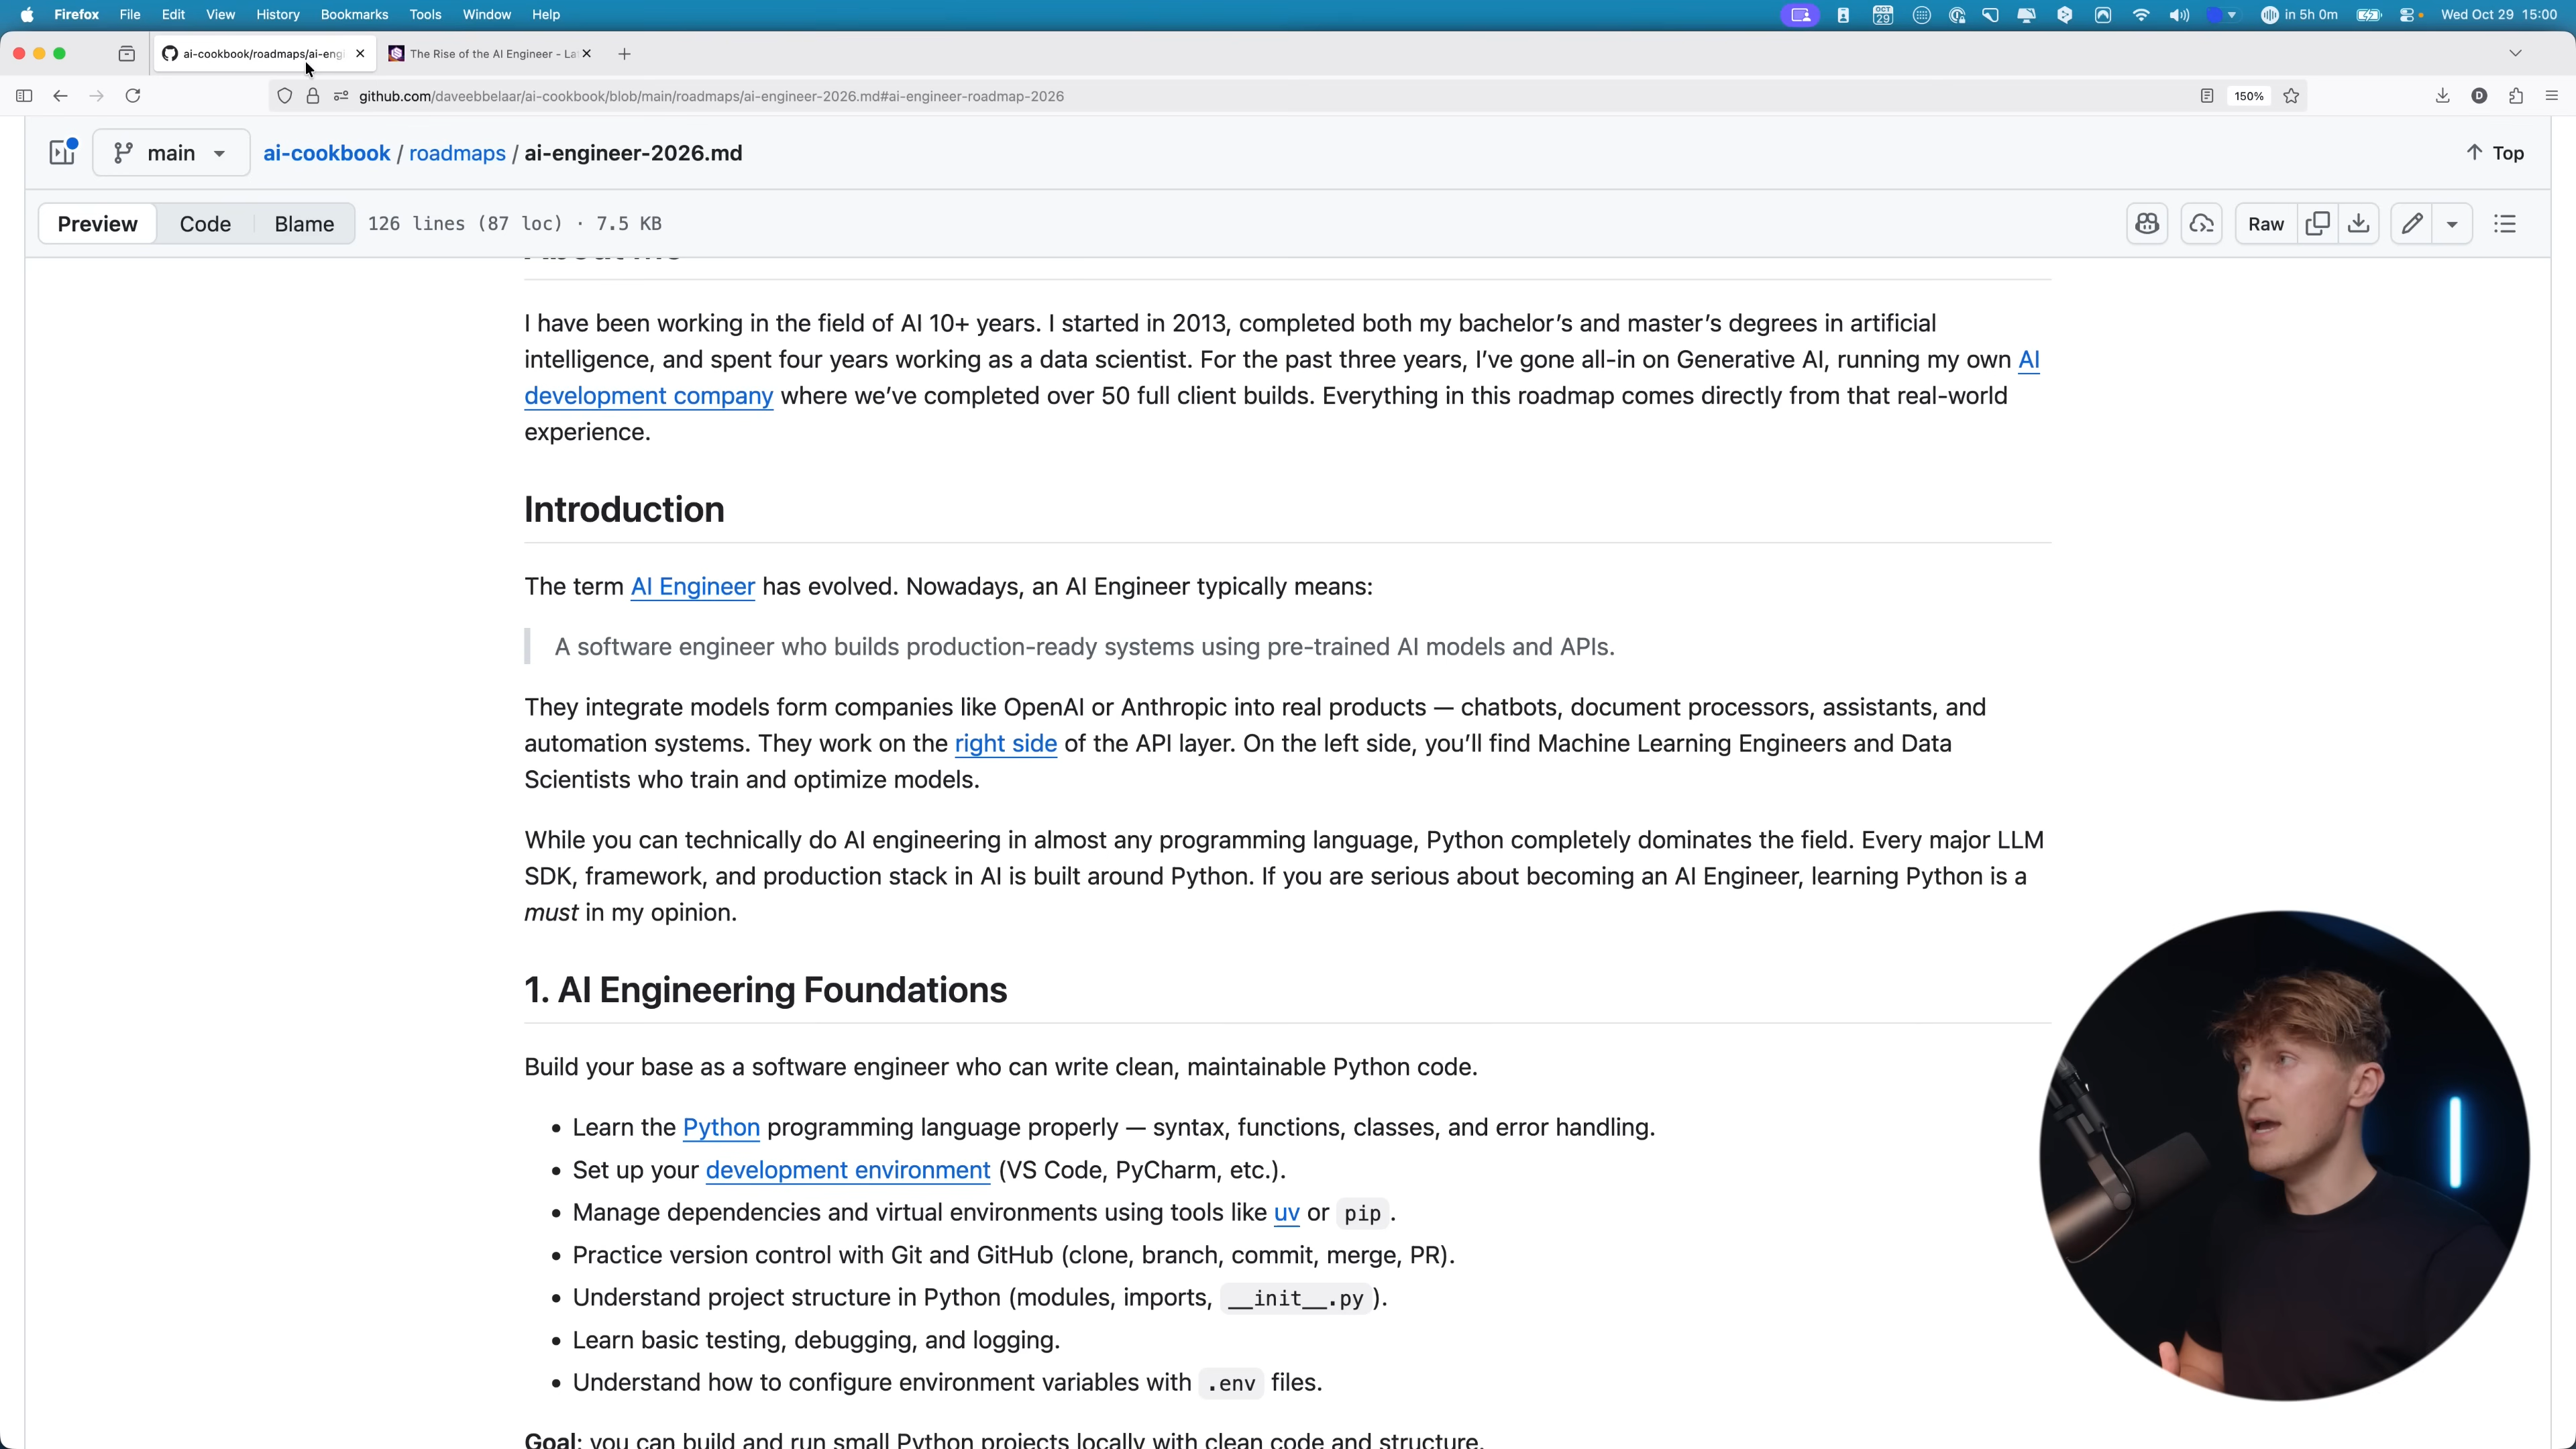 Firefox File Edit View History Bookmarks Tools Window Help
OCT 29
in 5h 0m
Wed Oct 29 15:00
ai-cookbook/roadmaps/ai-engi
The Rise of the AI Engineer - La
github.com/daveebbelaar/ai-cookbook/blob/main/roadmaps/ai-engineer-2026.md#ai-engineer-roadmap-2026
150%
D
main
ai-cookbook / roadmaps / ai-engineer-2026.md
Top
Preview Code Blame 126 lines (87 loc) · 7.5 KB
Raw
About me
I have been working in the field of AI 10+ years. I started in 2013, completed both my bachelor’s and master’s degrees in artificial
intelligence, and spent four years working as a data scientist. For the past three years, I’ve gone all-in on Generative AI, running my own AI
development company where we’ve completed over 50 full client builds. Everything in this roadmap comes directly from that real-world
experience.
Introduction
The term AI Engineer has evolved. Nowadays, an AI Engineer typically means:
A software engineer who builds production-ready systems using pre-trained AI models and APIs.
They integrate models form companies like OpenAI or Anthropic into real products — chatbots, document processors, assistants, and
automation systems. They work on the right side of the API layer. On the left side, you’ll find Machine Learning Engineers and Data
Scientists who train and optimize models.
While you can technically do AI engineering in almost any programming language, Python completely dominates the field. Every major LLM
SDK, framework, and production stack in AI is built around Python. If you are serious about becoming an AI Engineer, learning Python is a
must in my opinion.
1. AI Engineering Foundations
Build your base as a software engineer who can write clean, maintainable Python code.
• Learn the Python programming language properly — syntax, functions, classes, and error handling.
• Set up your development environment (VS Code, PyCharm, etc.).
• Manage dependencies and virtual environments using tools like uv or pip.
• Practice version control with Git and GitHub (clone, branch, commit, merge, PR).
• Understand project structure in Python (modules, imports, __init__.py).
• Learn basic testing, debugging, and logging.
• Understand how to configure environment variables with .env files.
Goal: you can build and run small Python projects locally with clean code and structure.